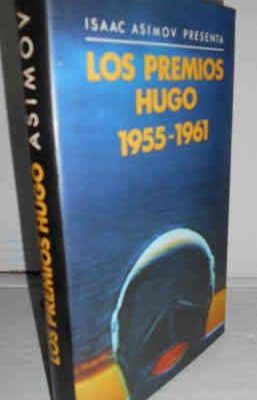 ISAAC ASIMOV PRESENTA
LOS PREMIOS
HUGO
1955-1961
LOS PREMIOS HUGO ASIMOV